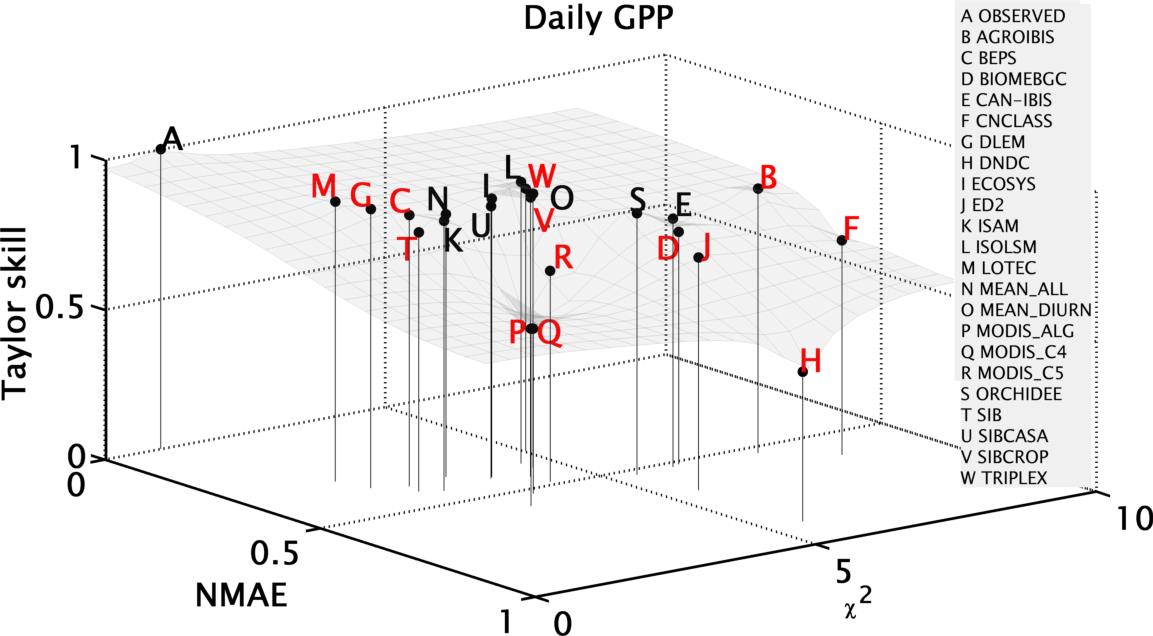 Daily GPP
A OBSERVED
B AGROIBIS
C BEPS
D BIOMEBGC
E CAN-IBIS
F CNCLASS
G DLEM
H DNDC
I ECOSYS
J ED2
K ISAM
L ISOLSM
M LOTEC
N MEAN_ALL
O MEAN_DIURN
P MODIS_ALG
Q MODIS_C4
R MODIS_C5
S ORCHIDEE
T SIB
U SIBCASA
V SIBCROP
W TRIPLEX
Taylor skill
1
0.5
0
A
M
G
C
T
N
K
I
U
L
W
O
V
R
P
Q
S
E
D
J
B
F
H
0
0.5
1
NMAE
0
5
10
χ²